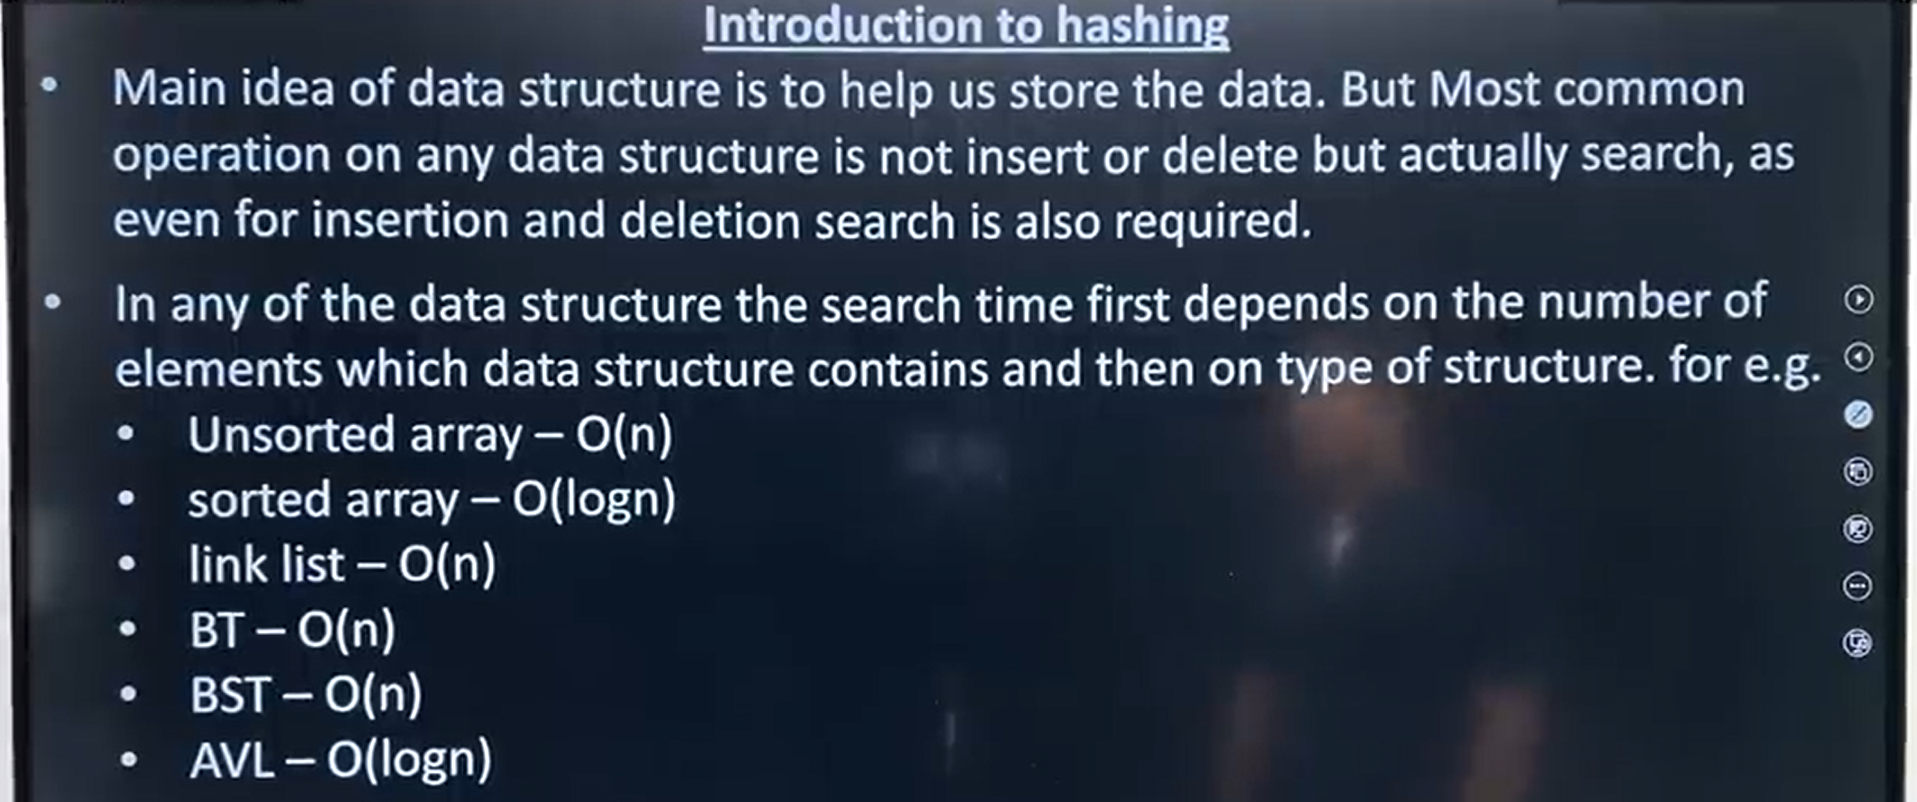 Introduction to hashing
• Main idea of data structure is to help us store the data. But Most common
operation on any data structure is not insert or delete but actually search, as
even for insertion and deletion search is also required.
• In any of the data structure the search time first depends on the number of
elements which data structure contains and then on type of structure. for e.g.
• Unsorted array – O(n)
• sorted array – O(logn)
• link list – O(n)
• BT – O(n)
• BST – O(n)
• AVL – O(logn)